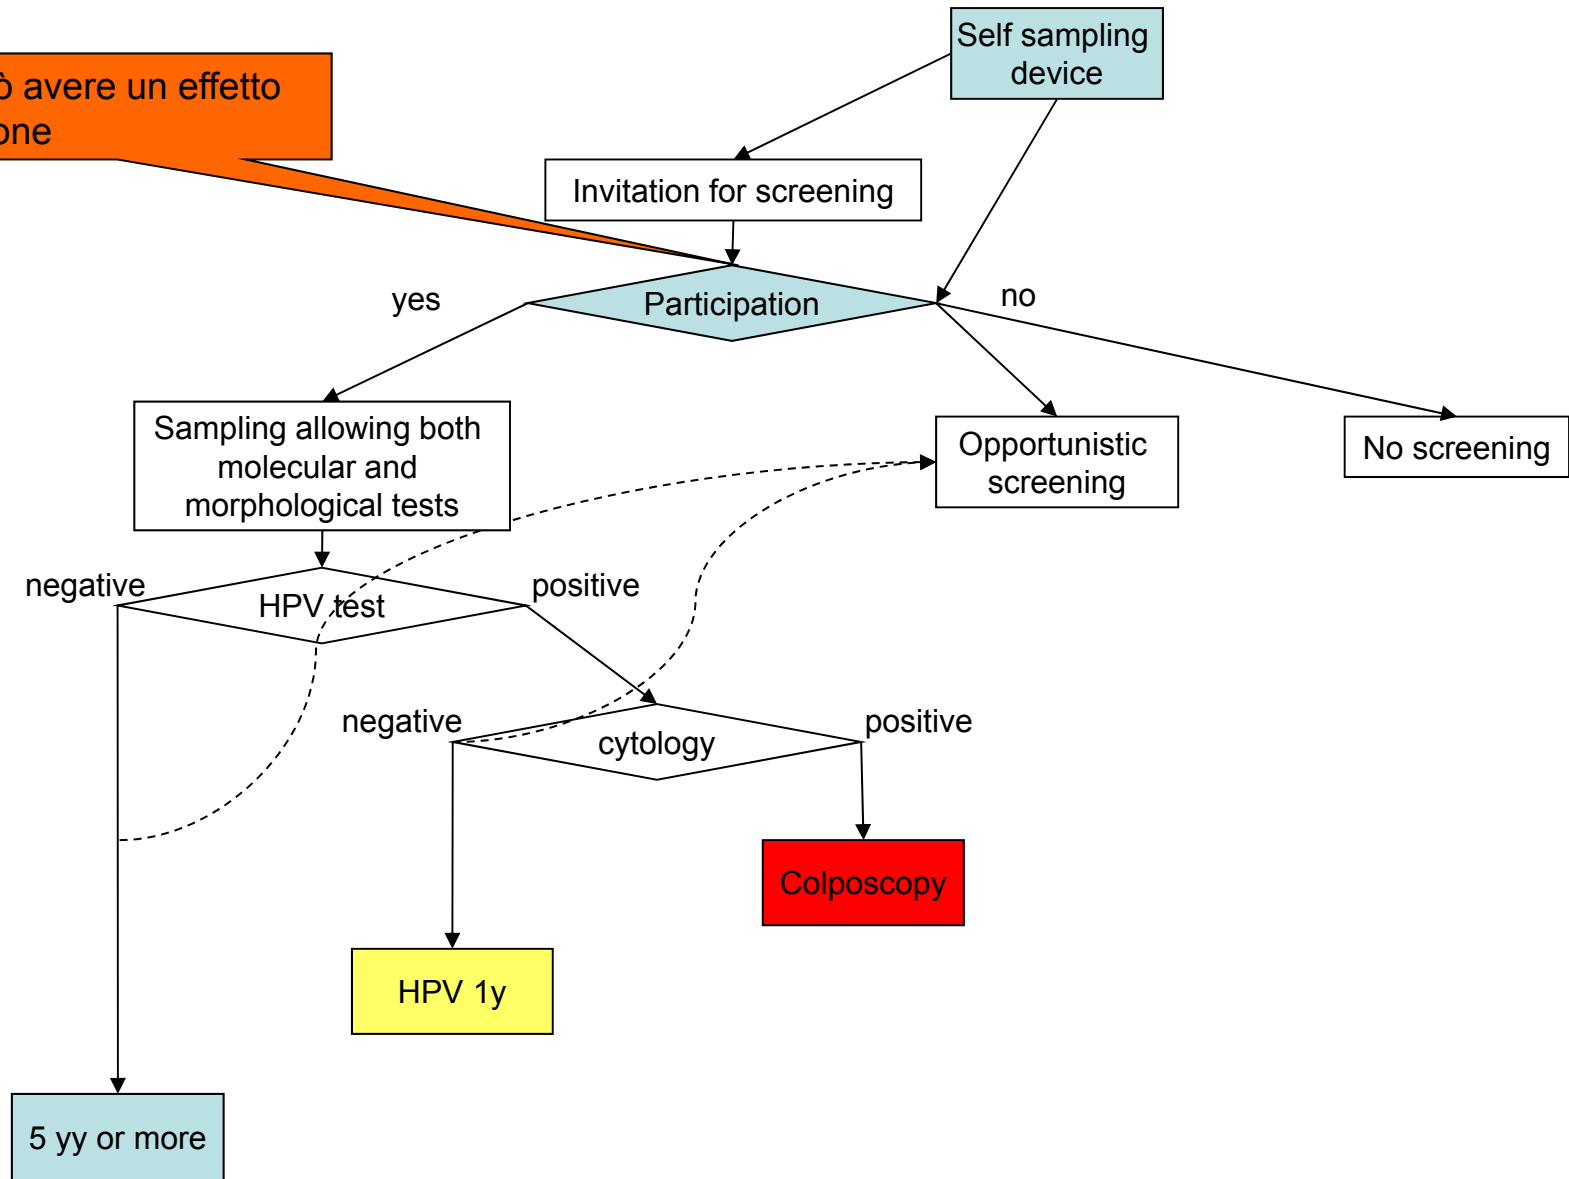 Self sampling
device
ò avere un effetto
one
Invitation for screening
yes
Participation
no
Sampling allowing both
molecular and
morphological tests
Opportunistic
screening
No screening
negative
HPV test
positive
negative
cytology
positive
Colposcopy
HPV 1y
5 yy or more